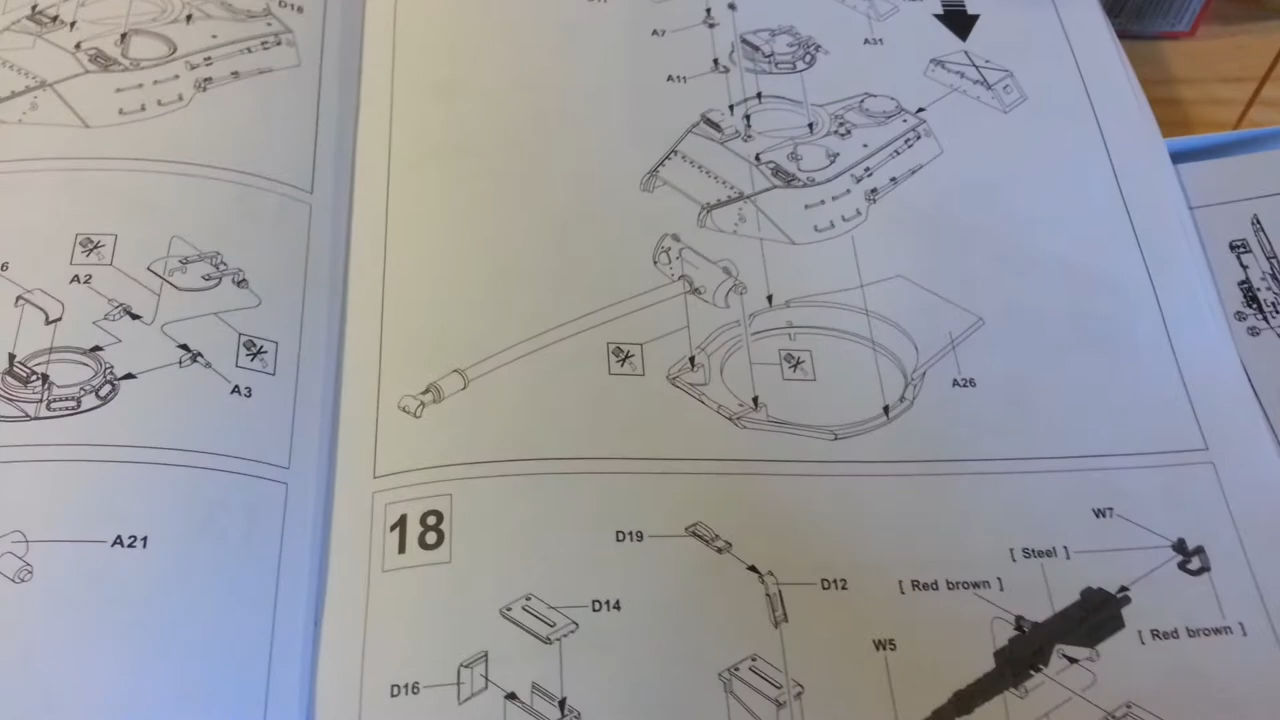 D18
A7
A31
A11
A2
6
A3
A26
A21
18
D19
D12
D14
D16
W7
[ Steel ]
[ Red brown ]
[ Red brown ]
W5